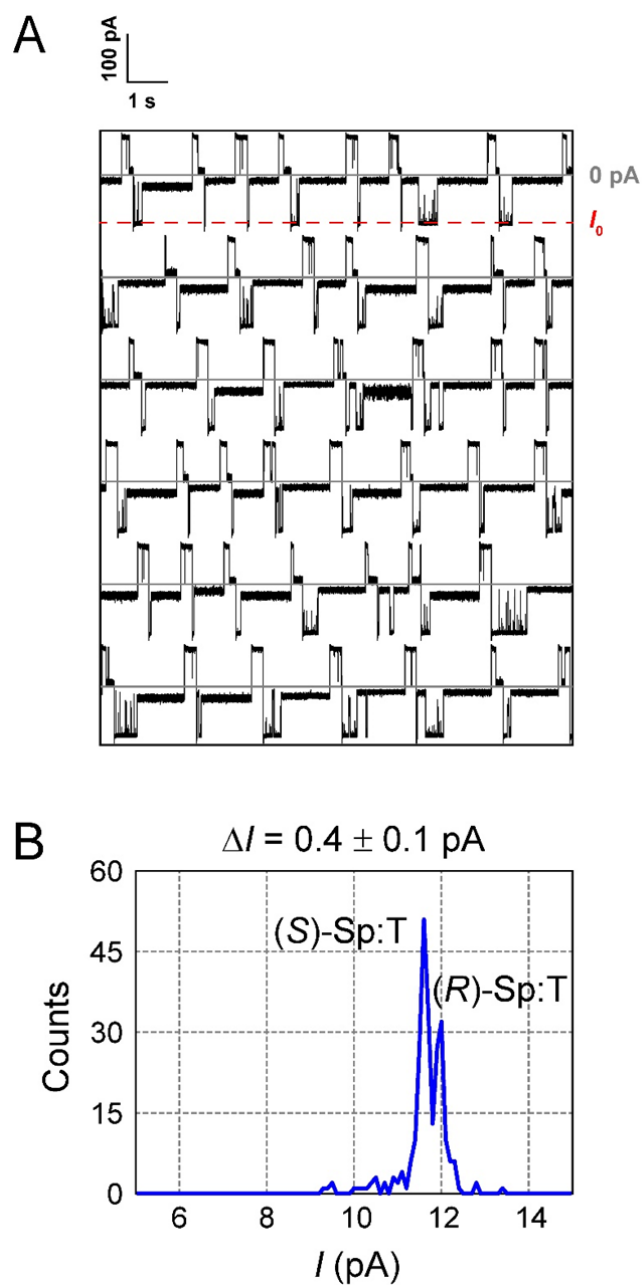 A
100 pA
1 s
0 pA
I₀
B
ΔI = 0.4 ± 0.1 pA
60
(S)-Sp:T
45
(R)-Sp:T
Counts
30
15
0
6 8 10 12 14
I (pA)